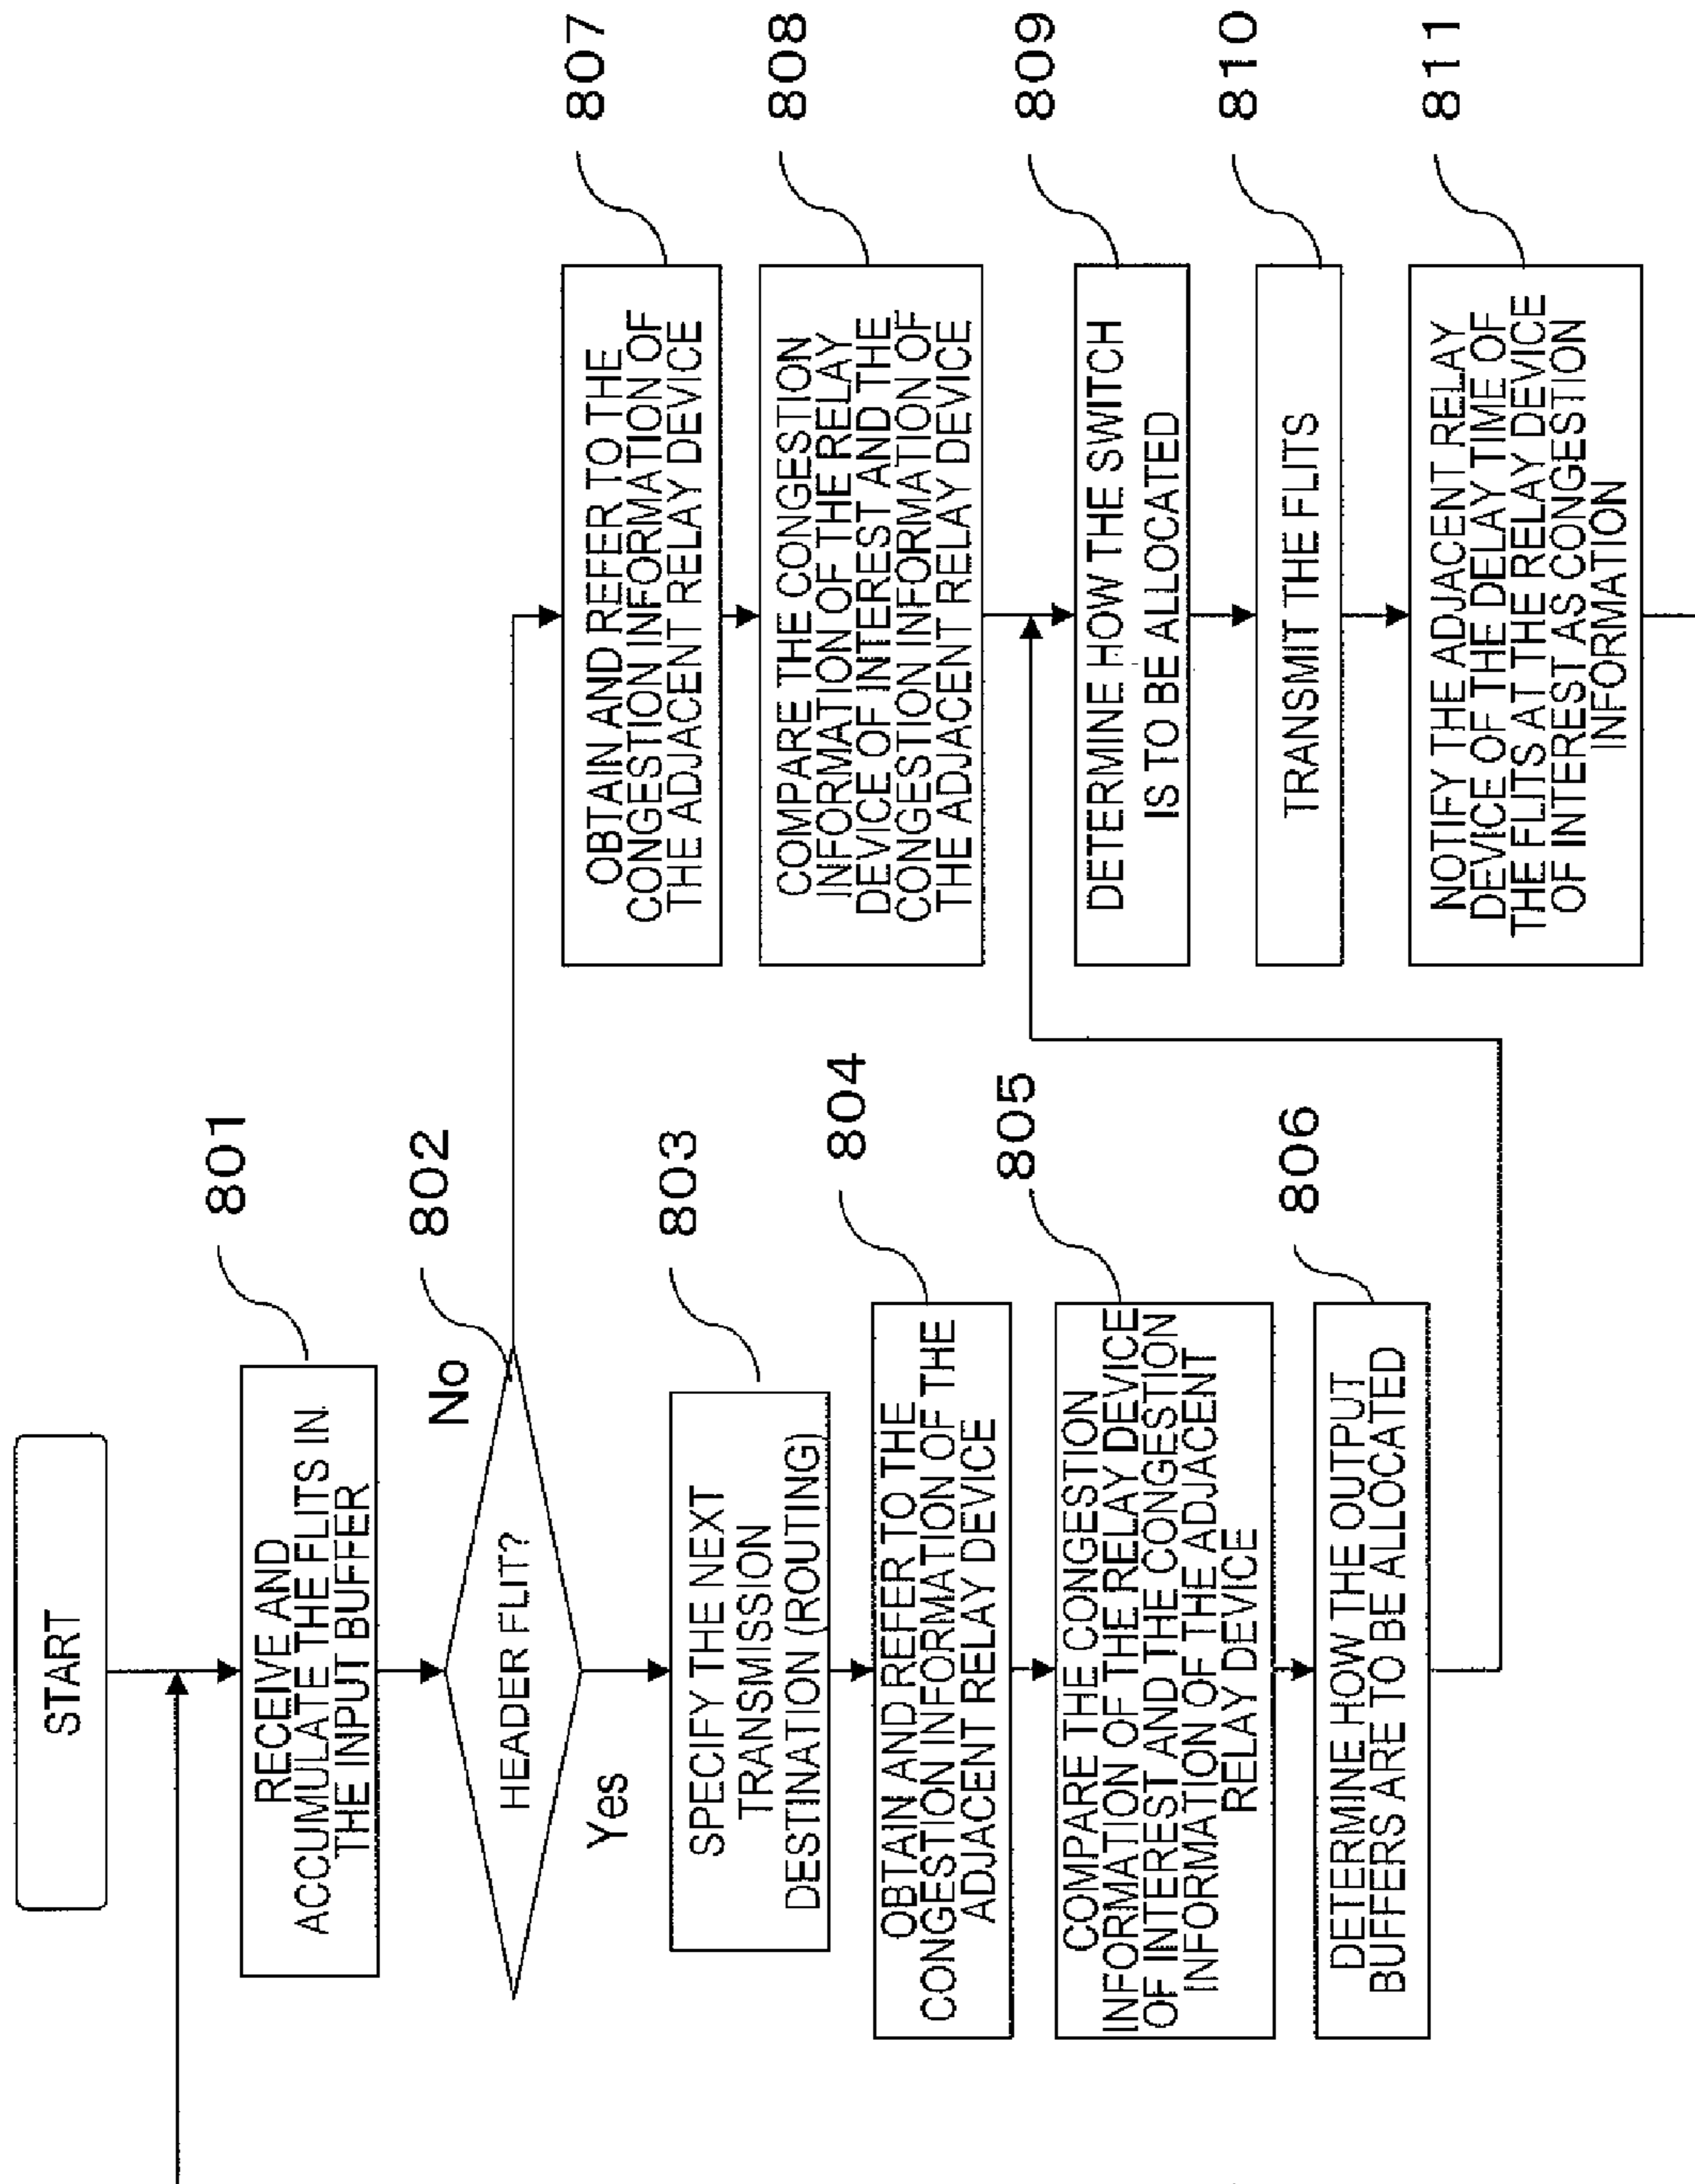 START
801
RECEIVE AND
ACCUMULATE THE FLITS IN
THE INPUT BUFFER
802
HEADER FLIT?
No
Yes
803
SPECIFY THE NEXT
TRANSMISSION
DESTINATION (ROUTING)
804
OBTAIN AND REFER TO THE
CONGESTION INFORMATION OF THE
ADJACENT RELAY DEVICE
805
COMPARE THE CONGESTION
INFORMATION OF THE RELAY DEVICE
OF INTEREST AND THE CONGESTION
INFORMATION OF THE ADJACENT
RELAY DEVICE
806
DETERMINE HOW THE OUTPUT
BUFFERS ARE TO BE ALLOCATED
807
OBTAIN AND REFER TO THE
CONGESTION INFORMATION OF
THE ADJACENT RELAY DEVICE
808
COMPARE THE CONGESTION
INFORMATION OF THE RELAY
DEVICE OF INTEREST AND THE
CONGESTION INFORMATION OF
THE ADJACENT RELAY DEVICE
809
DETERMINE HOW THE SWITCH
IS TO BE ALLOCATED
810
TRANSMIT THE FLITS
811
NOTIFY THE ADJACENT RELAY
DEVICE OF THE DELAY TIME OF
THE FLITS AT THE RELAY DEVICE
OF INTEREST AS CONGESTION
INFORMATION